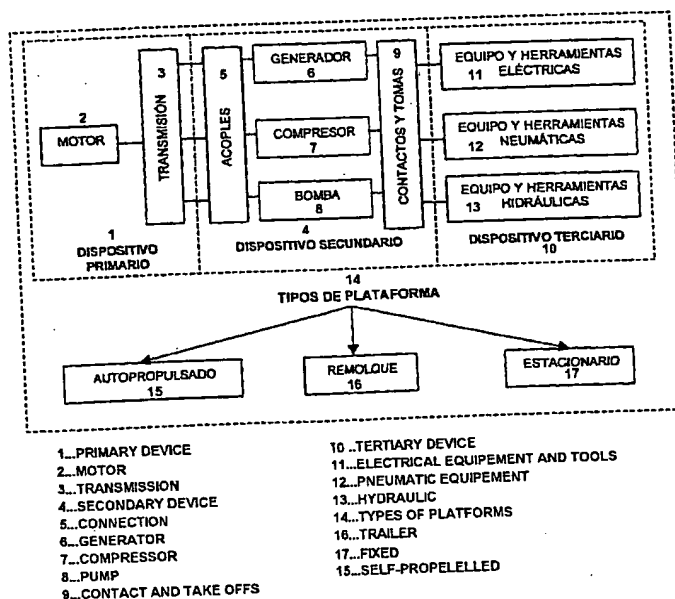 2
MOTOR
3
TRANSMISIÓN
5
ACOPLES
GENERADOR
6
COMPRESOR
7
BOMBA
8
9
CONTACTOS Y TOMAS
EQUIPO Y HERRAMIENTAS
11 ELÉCTRICAS
EQUIPO Y HERRAMIENTAS
12 NEUMÁTICAS
EQUIPO Y HERRAMIENTAS
13 HIDRÁULICAS
1
DISPOSITIVO
PRIMARIO
4
DISPOSITIVO SECUNDARIO
DISPOSITIVO TERCIARIO
10
14
TIPOS DE PLATAFORMA
AUTOPROPULSADO
15
REMOLQUE
16
ESTACIONARIO
17
1...PRIMARY DEVICE
2...MOTOR
3...TRANSMISSION
4...SECONDARY DEVICE
5...CONNECTION
6...GENERATOR
7...COMPRESSOR
8...PUMP
9...CONTACT AND TAKE OFFS
10...TERTIARY DEVICE
11...ELECTRICAL EQUIPEMENT AND TOOLS
12...PNEUMATIC EQUIPEMENT
13...HYDRAULIC
14...TYPES OF PLATFORMS
16...TRAILER
17...FIXED
15...SELF-PROPELELLED